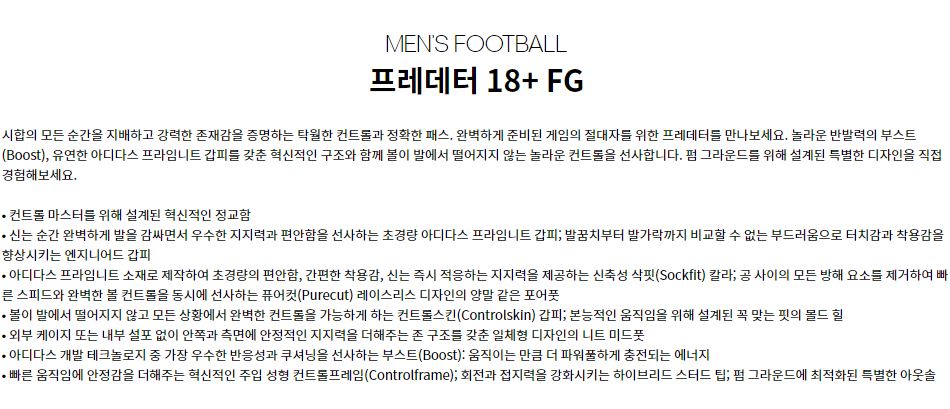 MEN'S FOOTBALL
프레데터 18+ FG
시합의 모든 순간을 지배하고 강력한 존재감을 증명하는 탁월한 컨트롤과 정확한 패스. 완벽하게 준비된 게임의 절대자를 위한 프레데터를 만나보세요. 놀라운 반발력의 부스트
(Boost), 유연한 아디다스 프라임니트 갑피를 갖춘 혁신적인 구조와 함께 볼이 발에서 떨어지지 않는 놀라운 컨트롤을 선사합니다. 펌 그라운드를 위해 설계된 특별한 디자인을 직접
경험해보세요.
• 컨트롤 마스터를 위해 설계된 혁신적인 정교함
• 신는 순간 완벽하게 발을 감싸면서 우수한 지지력과 편안함을 선사하는 초경량 아디다스 프라임니트 갑피; 발꿈치부터 발가락까지 비교할 수 없는 부드러움으로 터치감과 착용감을
향상시키는 엔지니어드 갑피
• 아디다스 프라임니트 소재로 제작하여 초경량의 편안함, 간편한 착용감, 신는 즉시 적응하는 지지력을 제공하는 신축성 삭핏(Sockfit) 칼라; 공 사이의 모든 방해 요소를 제거하여 빠
른 스피드와 완벽한 볼 컨트롤을 동시에 선사하는 퓨어컷(Purecut) 레이스리스 디자인의 양말 같은 포어풋
• 볼이 발에서 떨어지지 않고 모든 상황에서 완벽한 컨트롤을 가능하게 하는 컨트롤스킨(Controlskin) 갑피; 본능적인 움직임을 위해 설계된 꼭 맞는 핏의 몰드 힐
• 외부 케이지 또는 내부 설포 없이 안쪽과 측면에 안정적인 지지력을 더해주는 존 구조를 갖춘 일체형 디자인의 니트 미드풋
• 아디다스 개발 테크놀로지 중 가장 우수한 반응성과 쿠셔닝을 선사하는 부스트(Boost): 움직이는 만큼 더 파워풀하게 충전되는 에너지
• 빠른 움직임에 안정감을 더해주는 혁신적인 주입 성형 컨트롤프레임(Controlframe); 회전과 접지력을 강화시키는 하이브리드 스터드 팁; 펌 그라운드에 최적화된 특별한 아웃솔